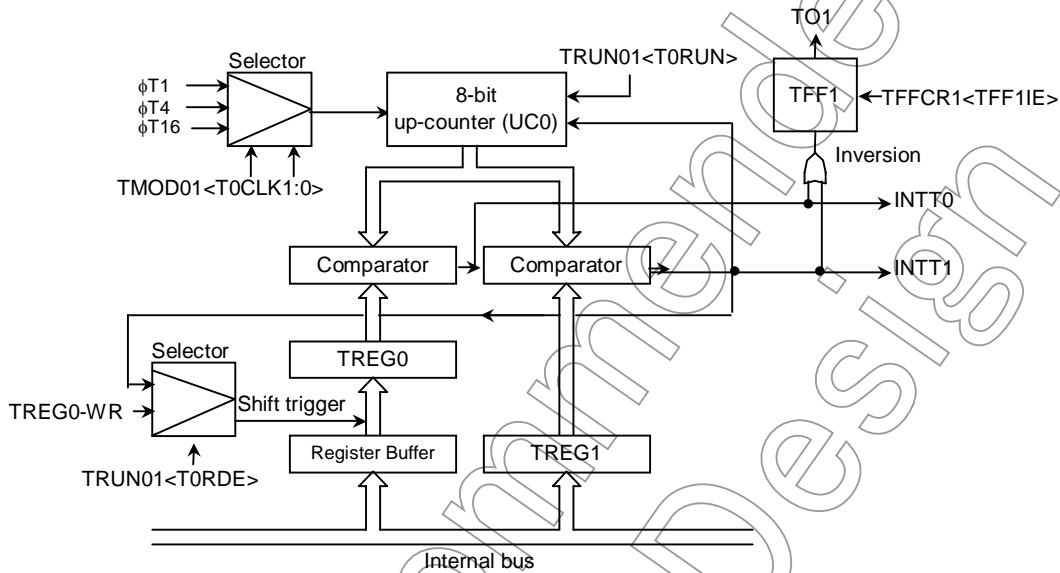 TO1
Selector
TRUN01<T0RUN>
ϕT1
ϕT4
ϕT16
8-bit
up-counter (UC0)
TFF1
TFFCR1<TFF1IE>
Inversion
TMOD01<T0CLK1:0>
INTT0
Comparator
Comparator
INTT1
Selector
TREG0
TREG0-WR
Shift trigger
Register Buffer
TREG1
TRUN01<T0RDE>
Internal bus
Design